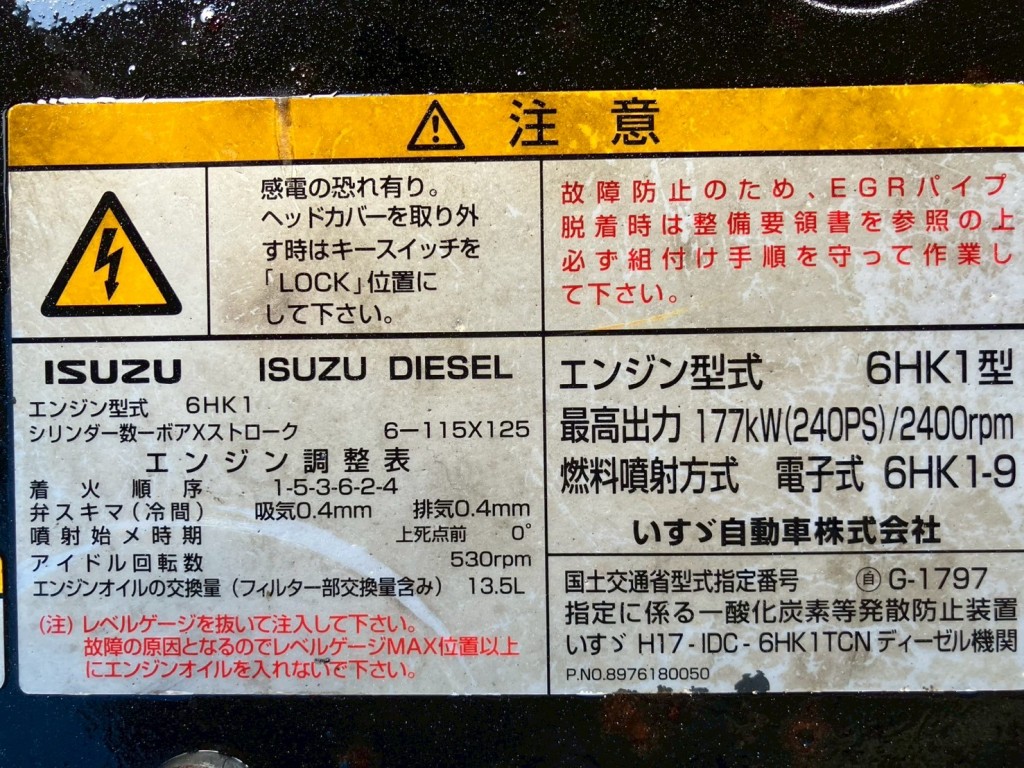 注意
感電の恐れ有り。
ヘッドカバーを取り外
す時はキースイッチを
「LOCK」位置に
して下さい。
故障防止のため、EGRパイプ
脱着時は整備要領書を参照の上
必ず組付け手順を守って作業し
て下さい。
ISUZU ISUZU DIESEL
エンジン型式 6HK1
シリンダー数ーボアXストローク 6ー115X125
エンジン調整表
着火順序 1-5-3-6-2-4
弁スキマ(冷間) 吸気0.4mm 排気0.4mm
噴射始メ時期 上死点前 0°
アイドル回転数 530rpm
エンジンオイルの交換量(フィルター部交換量含み) 13.5L
(注)レベルゲージを抜いて注入して下さい。
故障の原因となるのでレベルゲージMAX位置以上
にエンジンオイルを入れないで下さい。
エンジン型式 6HK1型
最高出力 177kW(240PS)/2400rpm
燃料噴射方式 電子式 6HK1-9
いすゞ自動車株式会社
国土交通省型式指定番号 ㊜ G-1797
指定に係る一酸化炭素等発散防止装置
いすゞ H17-IDC-6HK1TCN ディーゼル機関
P.NO.8976180050